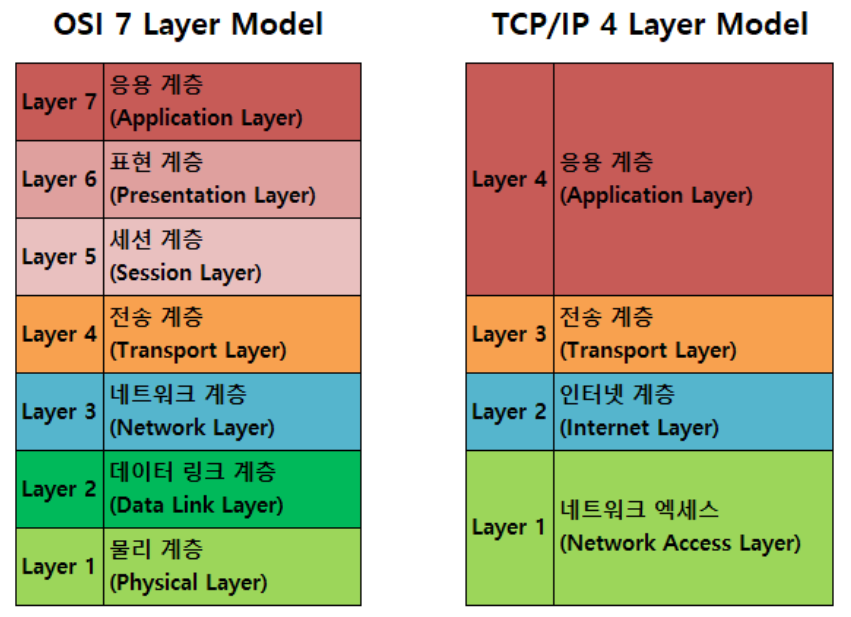 OSI 7 Layer Model
Layer 7
응용 계층
(Application Layer)
Layer 6
표현 계층
(Presentation Layer)
Layer 5
세션 계층
(Session Layer)
Layer 4
전송 계층
(Transport Layer)
Layer 3
네트워크 계층
(Network Layer)
Layer 2
데이터 링크 계층
(Data Link Layer)
Layer 1
물리 계층
(Physical Layer)
TCP/IP 4 Layer Model
Layer 4
응용 계층
(Application Layer)
Layer 3
전송 계층
(Transport Layer)
Layer 2
인터넷 계층
(Internet Layer)
Layer 1
네트워크 엑세스
(Network Access Layer)